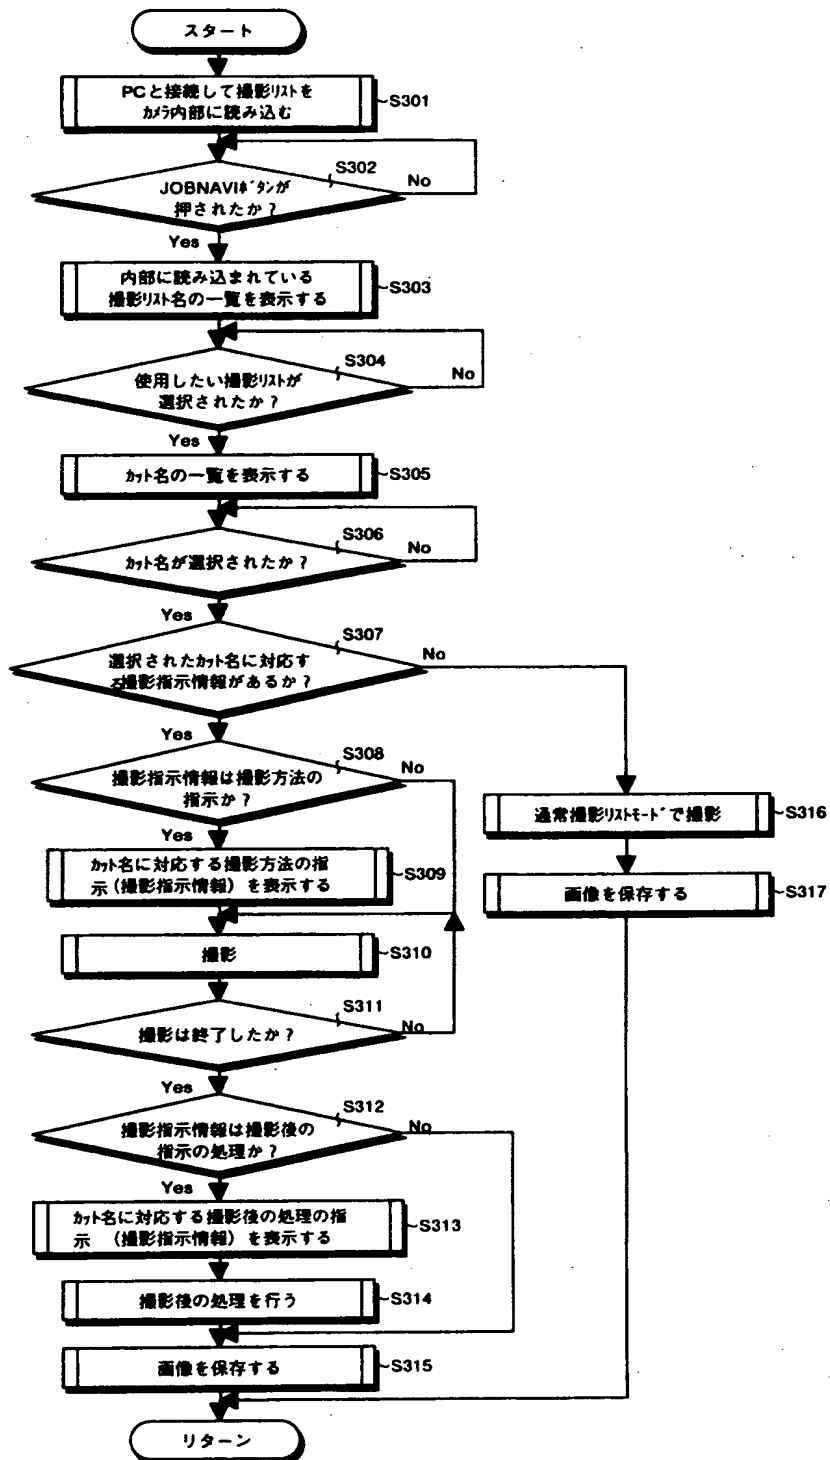 スタート
PCと接続して撮影リストを
カメラ内部に読み込む
S301
S302
No
JOBNAVIボタンが
押されたか?
Yes
内部に読み込まれている
撮影リスト名の一覧を表示する
S303
S304
No
使用したい撮影リストが
選択されたか?
Yes
カット名の一覧を表示する
S305
S306
No
カット名が選択されたか?
Yes
S307
No
選択されたカット名に対応す
る撮影指示情報があるか?
Yes
S308
No
撮影指示情報は撮影方法の
指示か?
Yes
通常撮影リストモードで撮影
S316
カット名に対応する撮影方法の指
示(撮影指示情報)を表示する
S309
画像を保存する
S317
撮影
S310
S311
No
撮影は終了したか?
Yes
S312
No
撮影指示情報は撮影後の
指示の処理か?
Yes
カット名に対応する撮影後の処理の指
示 (撮影指示情報)を表示する
S313
撮影後の処理を行う
S314
画像を保存する
S315
リターン